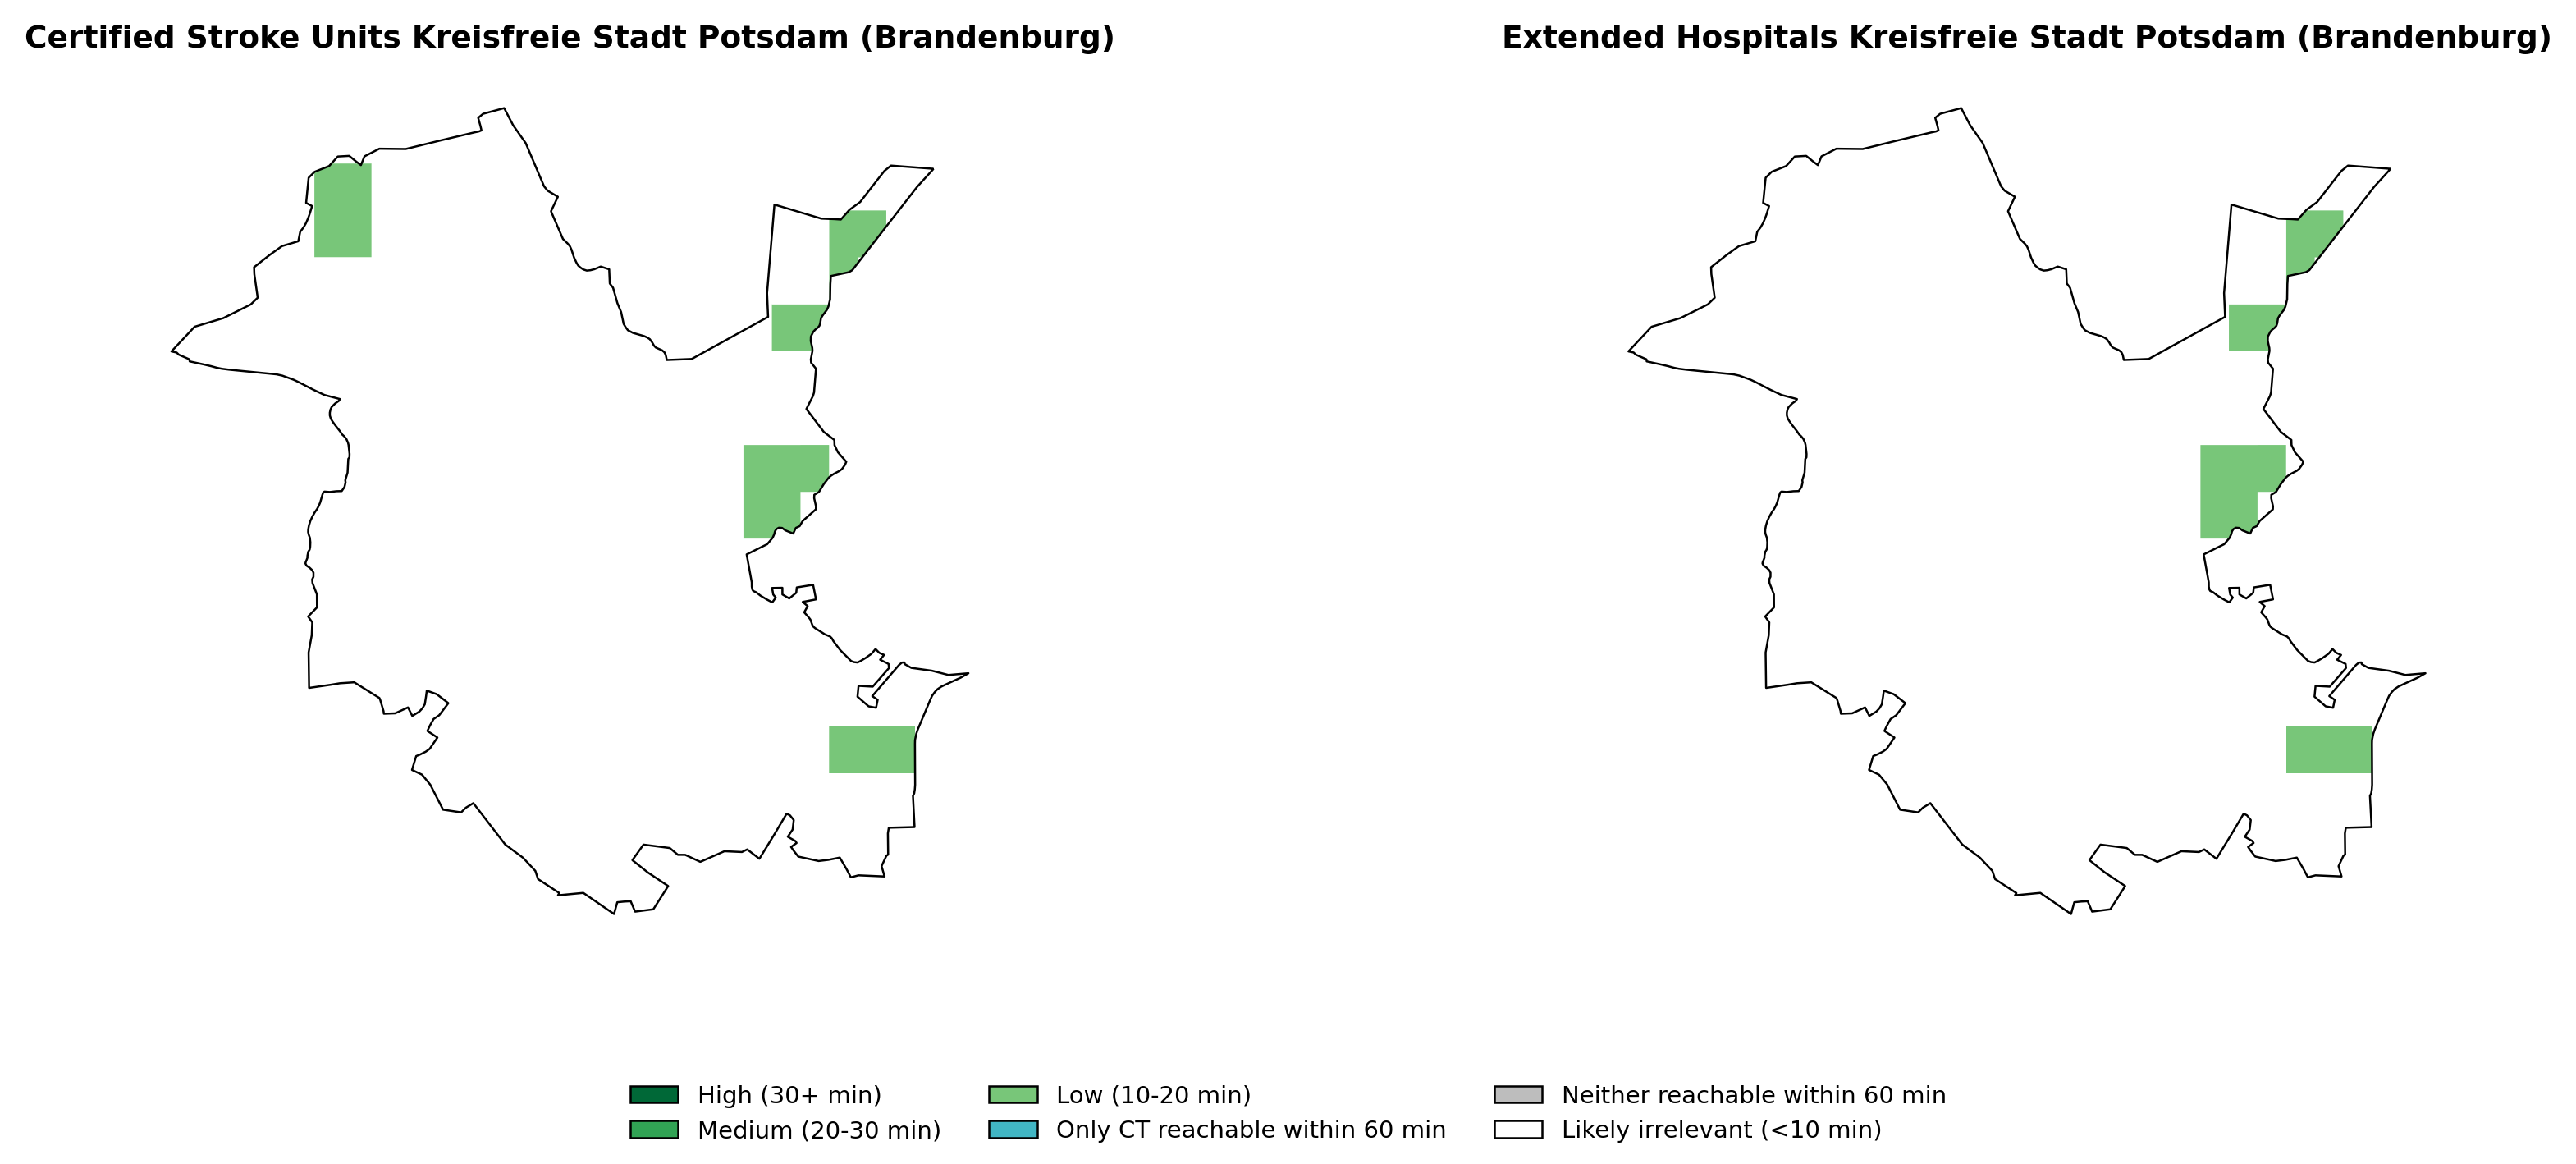 Certified Stroke Units Kreisfreie Stadt Potsdam (Brandenburg)
Extended Hospitals Kreisfreie Stadt Potsdam (Brandenburg)
High (30+ min)
Medium (20-30 min)
Low (10-20 min)
Only CT reachable within 60 min
Neither reachable within 60 min
Likely irrelevant (<10 min)